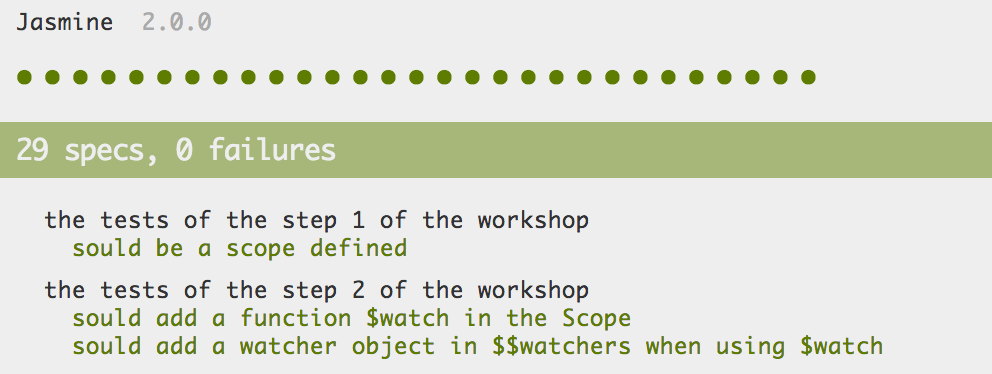 Jasmine 2.0.0
29 specs, 0 failures
the tests of the step 1 of the workshop
sould be a scope defined
the tests of the step 2 of the workshop
sould add a function $watch in the Scope
sould add a watcher object in $$watchers when using $watch